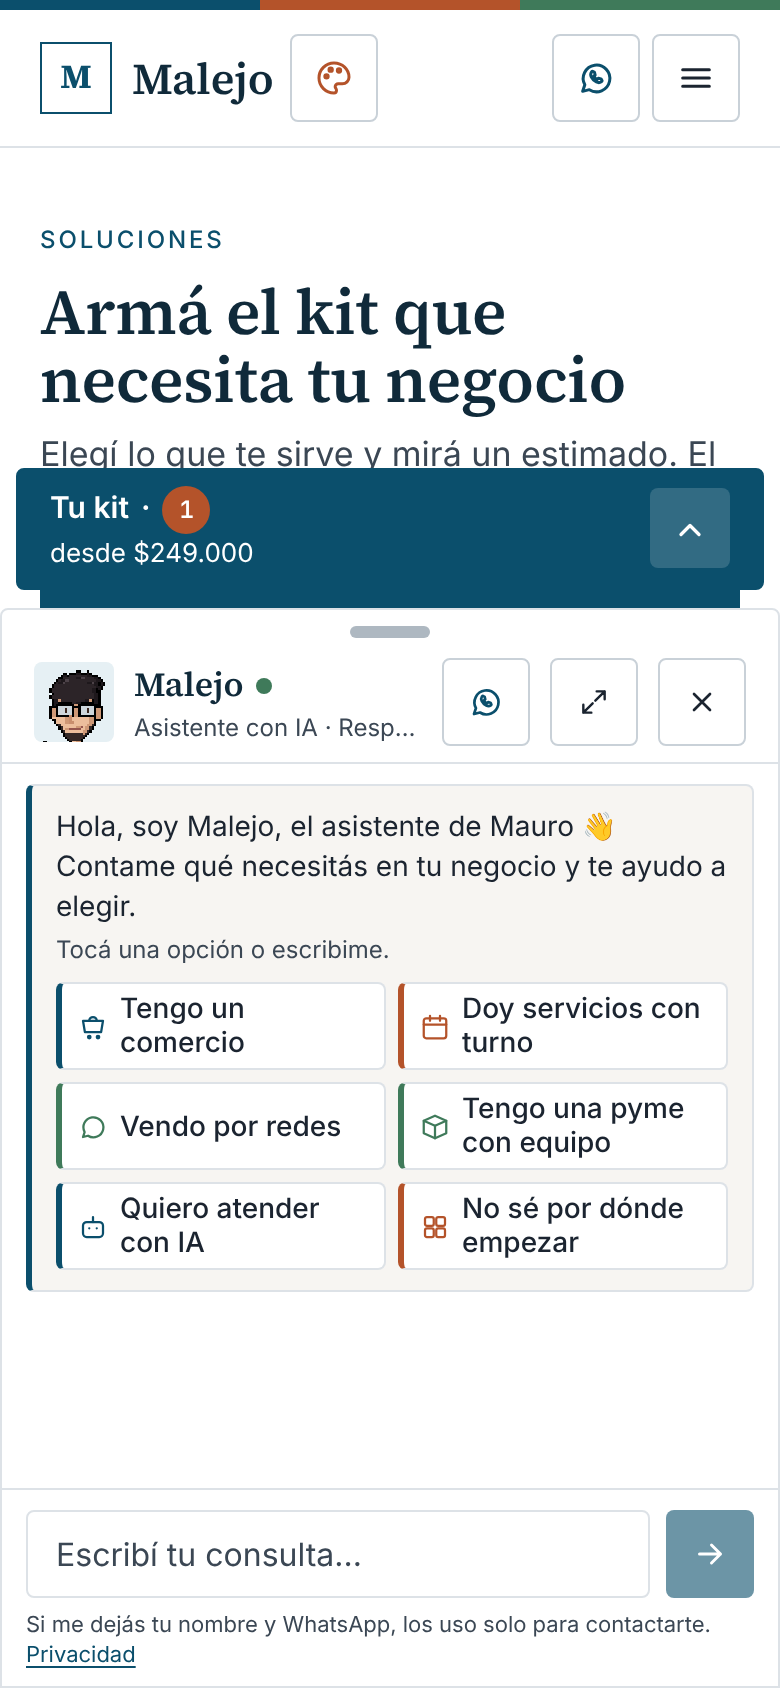 M Malejo
SOLUCIONES
Armá el kit que
necesita tu negocio
Elegí lo que te sirve y mirá un estimado. El
Tu kit · 1
desde $249.000
Malejo
Asistente con IA · Resp...
Hola, soy Malejo, el asistente de Mauro 👋
Contame qué necesitás en tu negocio y te ayudo a
elegir.
Tocá una opción o escribime.
Tengo un
comercio
Doy servicios con
turno
Vendo por redes
Tengo una pyme
con equipo
Quiero atender
con IA
No sé por dónde
empezar
Escribí tu consulta...
Si me dejás tu nombre y WhatsApp, los uso solo para contactarte.
Privacidad